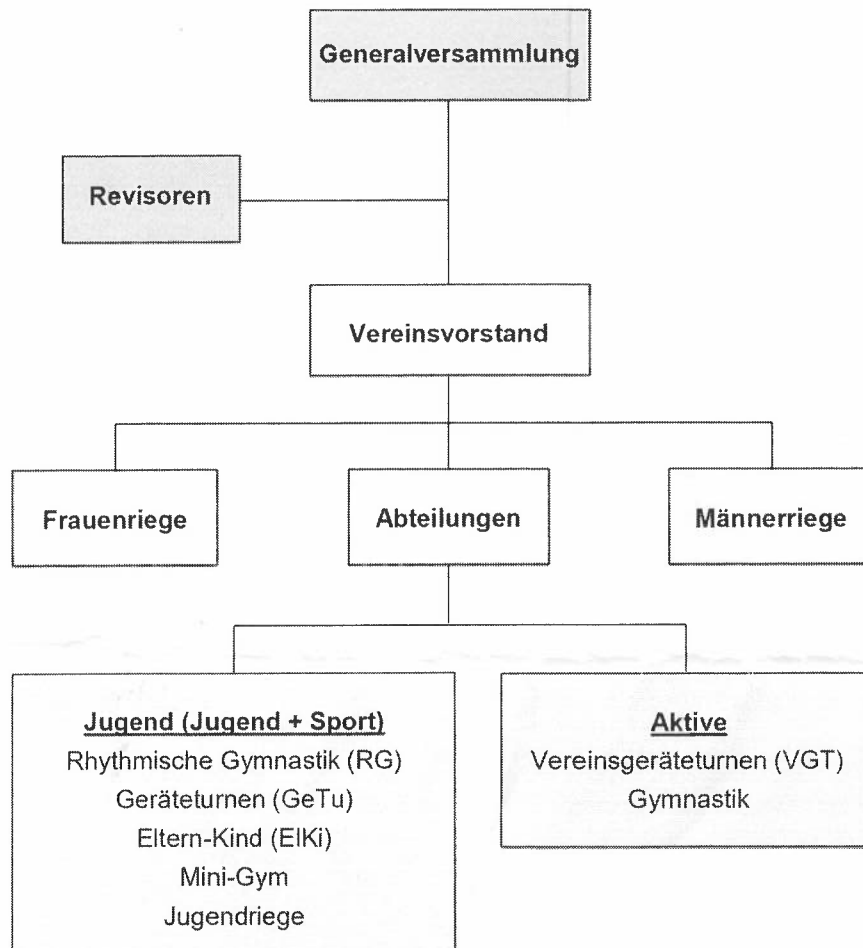 Generalversammlung
Revisoren
Vereinsvorstand
Frauenriege
Abteilungen
Männerriege
Jugend (Jugend + Sport)
Rhythmische Gymnastik (RG)
Geräteturnen (GeTu)
Eltern-Kind (ElKi)
Mini-Gym
Jugendriege
Aktive
Vereinsgeräteturnen (VGT)
Gymnastik